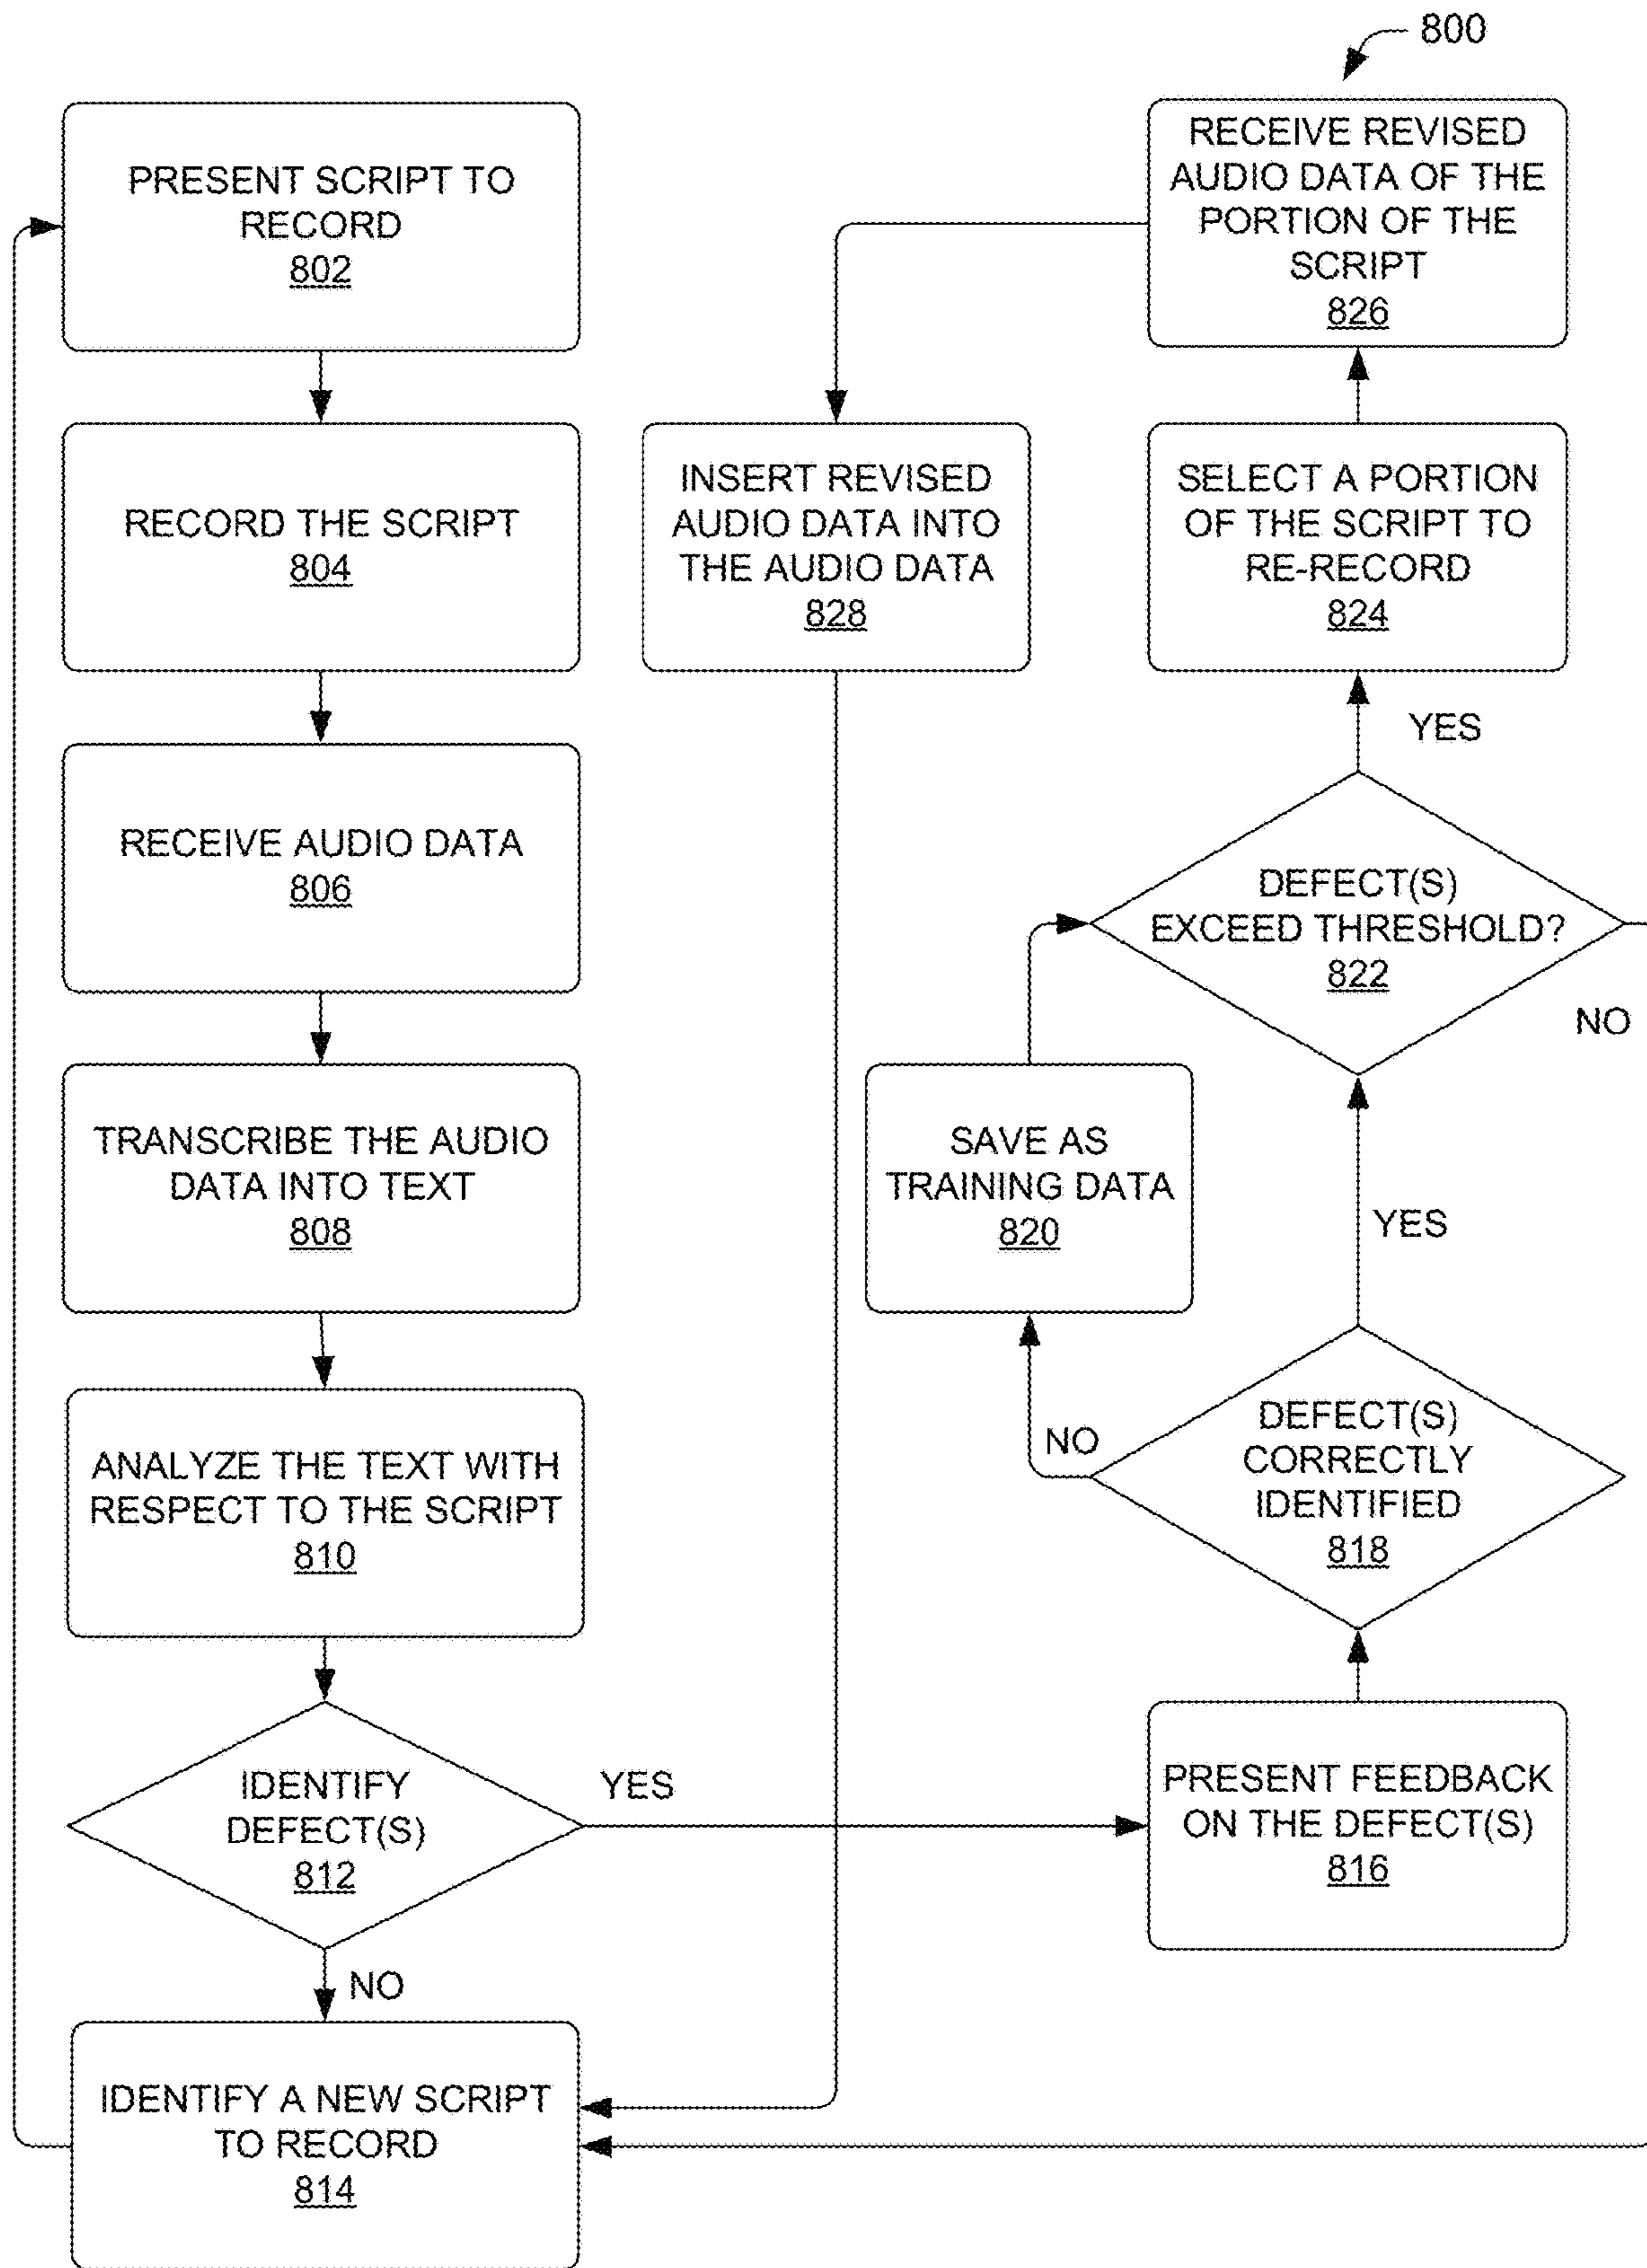 800
PRESENT SCRIPT TO
RECORD
802
RECORD THE SCRIPT
804
RECEIVE AUDIO DATA
806
TRANSCRIBE THE AUDIO
DATA INTO TEXT
808
ANALYZE THE TEXT WITH
RESPECT TO THE SCRIPT
810
IDENTIFY
DEFECT(S)
812
YES
NO
IDENTIFY A NEW SCRIPT
TO RECORD
814
PRESENT FEEDBACK
ON THE DEFECT(S)
816
DEFECT(S)
CORRECTLY
IDENTIFIED
818
NO
YES
SAVE AS
TRAINING DATA
820
DEFECT(S)
EXCEED THRESHOLD?
822
NO
YES
SELECT A PORTION
OF THE SCRIPT TO
RE-RECORD
824
RECEIVE REVISED
AUDIO DATA OF THE
PORTION OF THE
SCRIPT
826
INSERT REVISED
AUDIO DATA INTO
THE AUDIO DATA
828